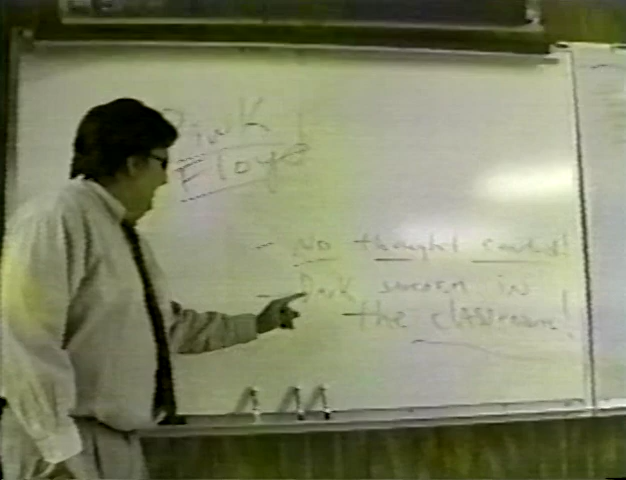 Pink
Floyd
- No thought control!
- Dark sarcasm in
the classroom!